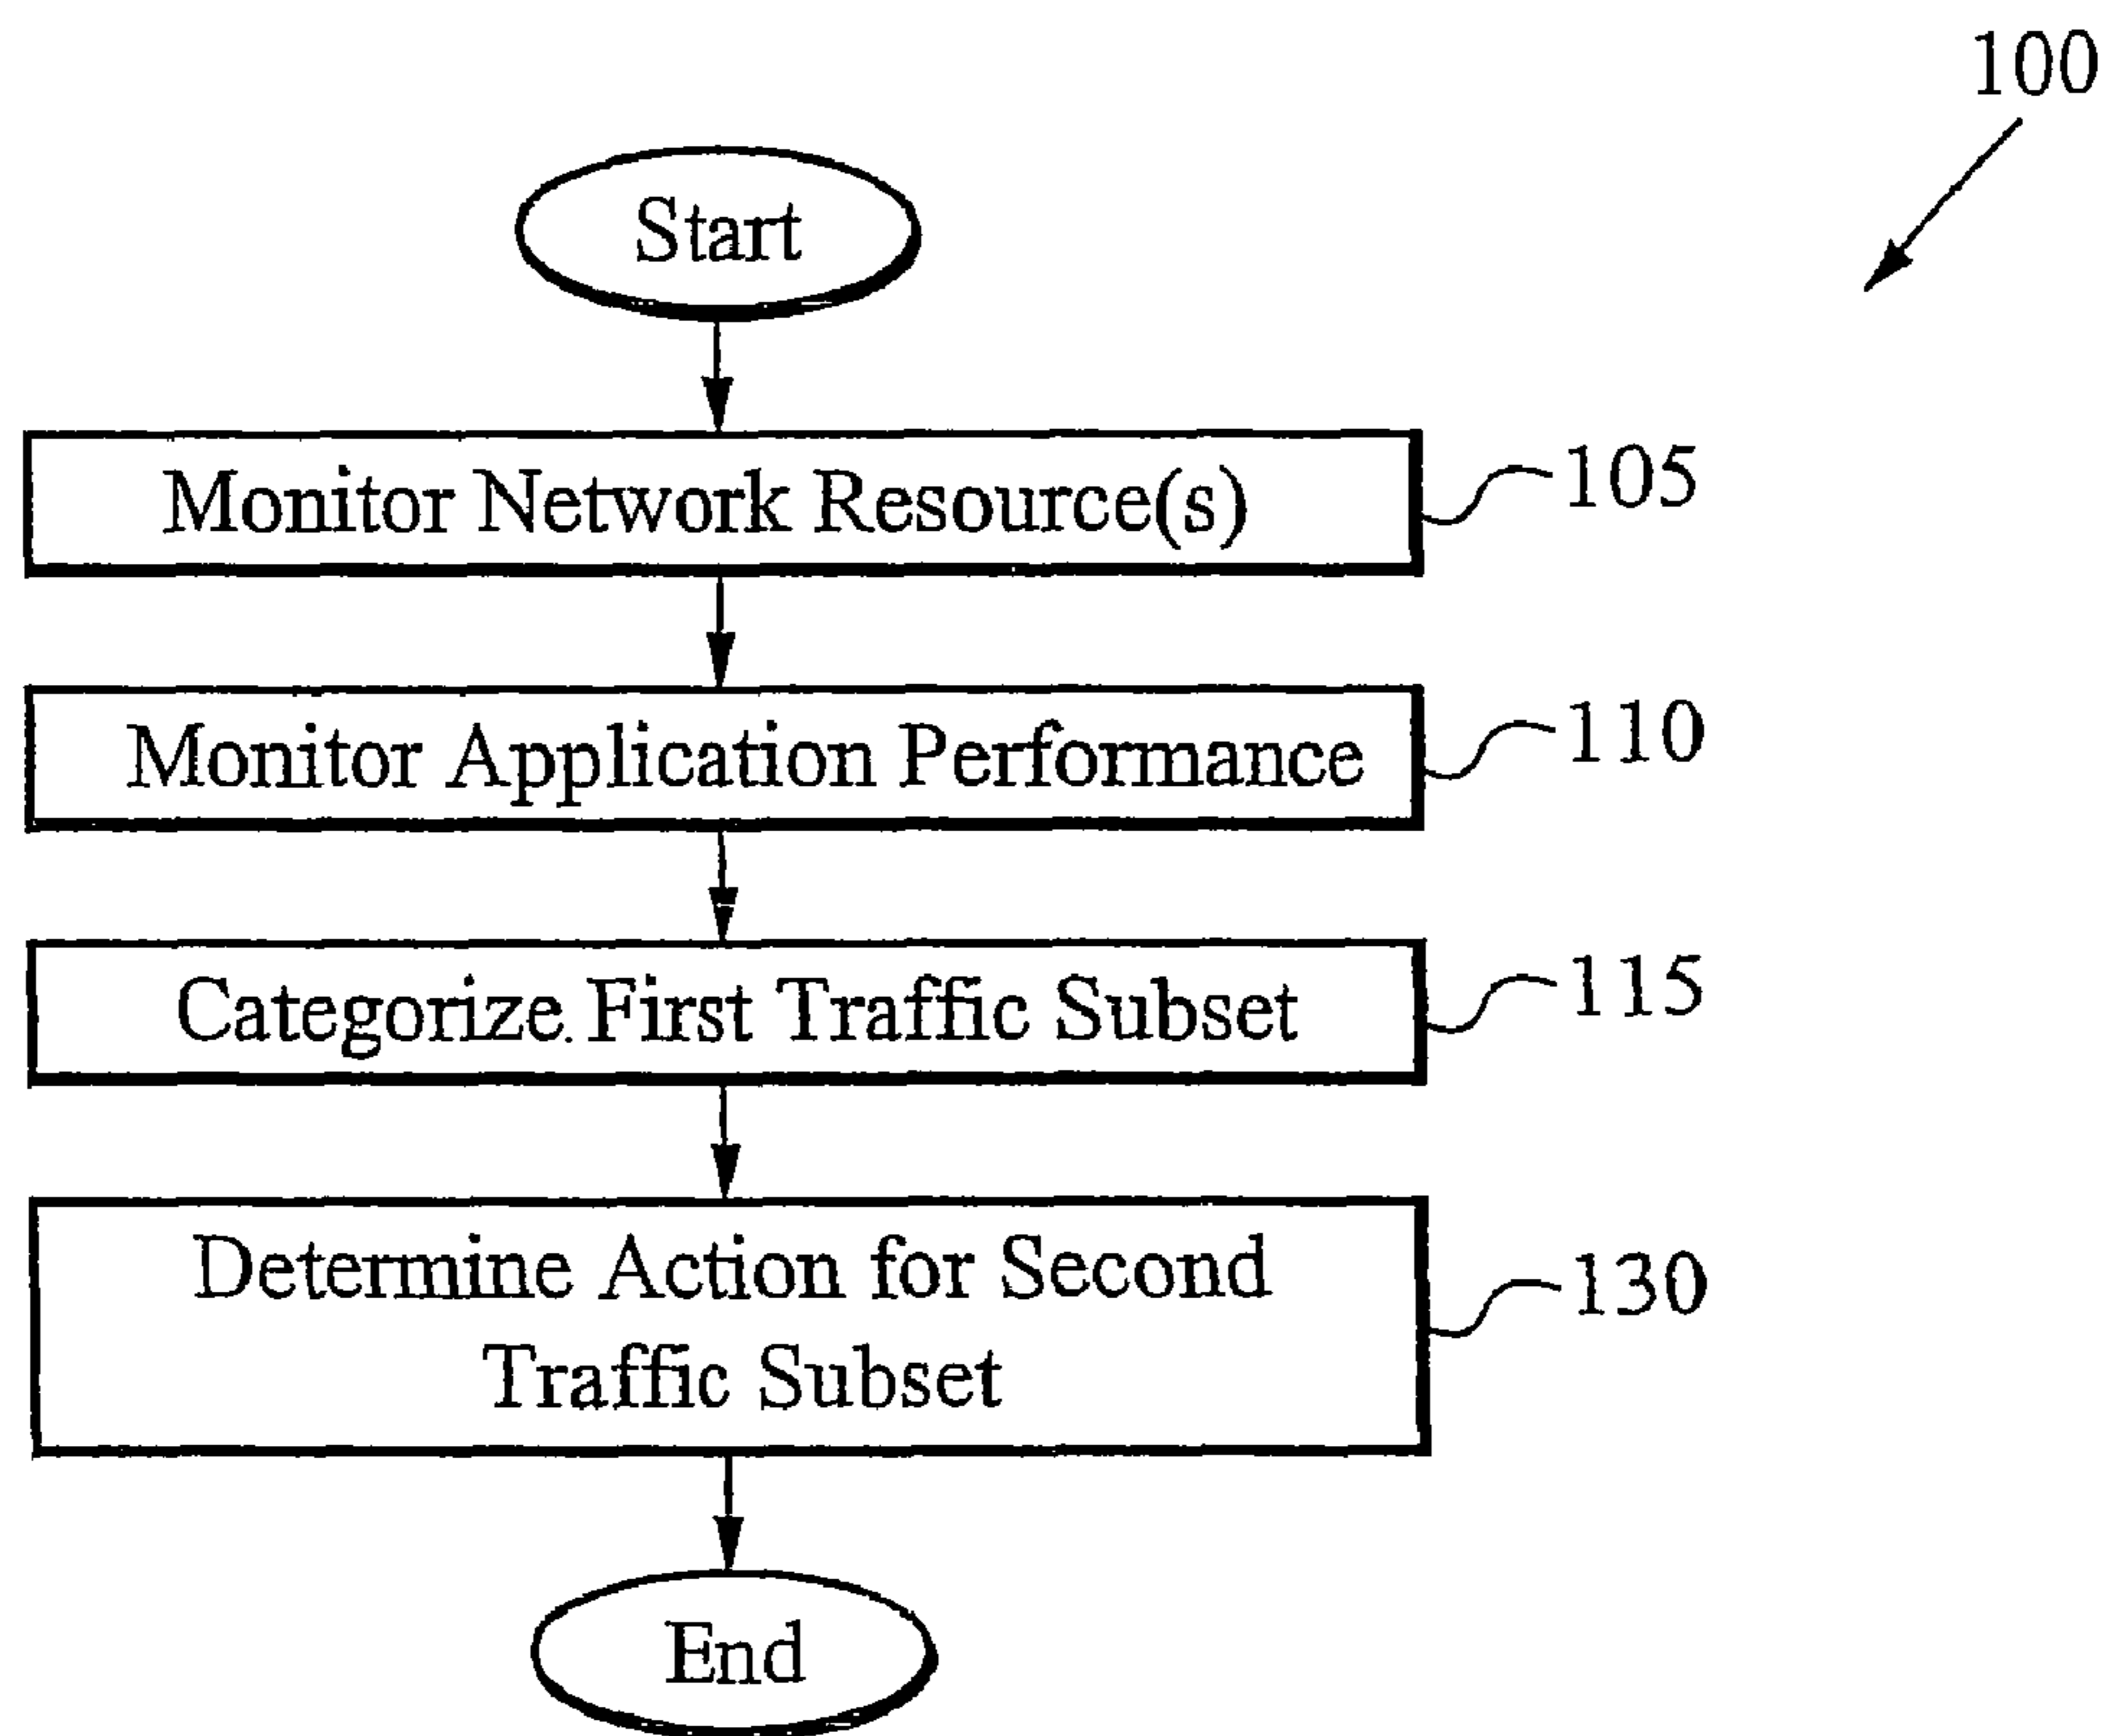 100
Start
Monitor Network Resource(s)
105
Monitor Application Performance
110
Categorize. First Traffic Subset
115
Determine Action for Second
Traffic Subset
130
End